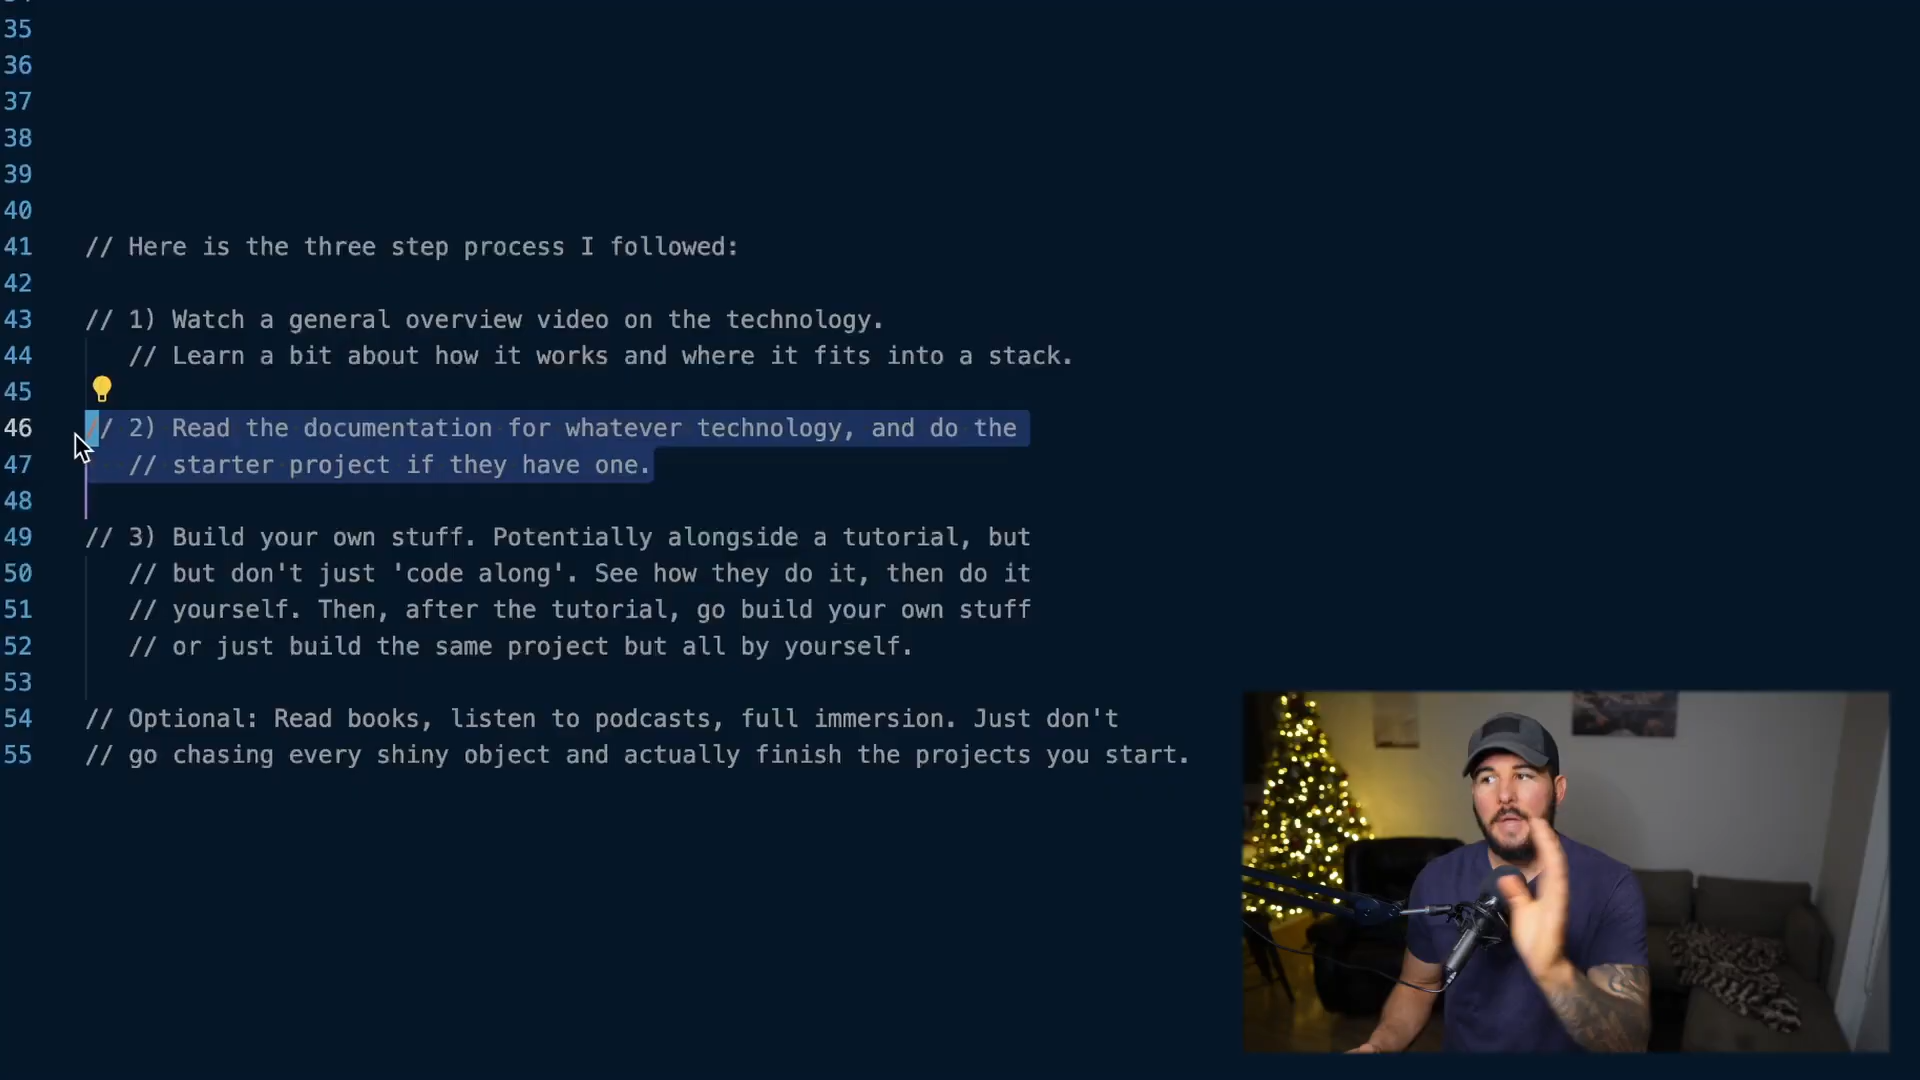 35
36
37
38
39
40
41 // Here is the three step process I followed:
42
43 // 1) Watch a general overview video on the technology.
44 // Learn a bit about how it works and where it fits into a stack.
45
46 // 2) Read the documentation for whatever technology, and do the
47 // starter project if they have one.
48
49 // 3) Build your own stuff. Potentially alongside a tutorial, but
50 // but don't just 'code along'. See how they do it, then do it
51 // yourself. Then, after the tutorial, go build your own stuff
52 // or just build the same project but all by yourself.
53
54 // Optional: Read books, listen to podcasts, full immersion. Just don't
55 // go chasing every shiny object and actually finish the projects you start.